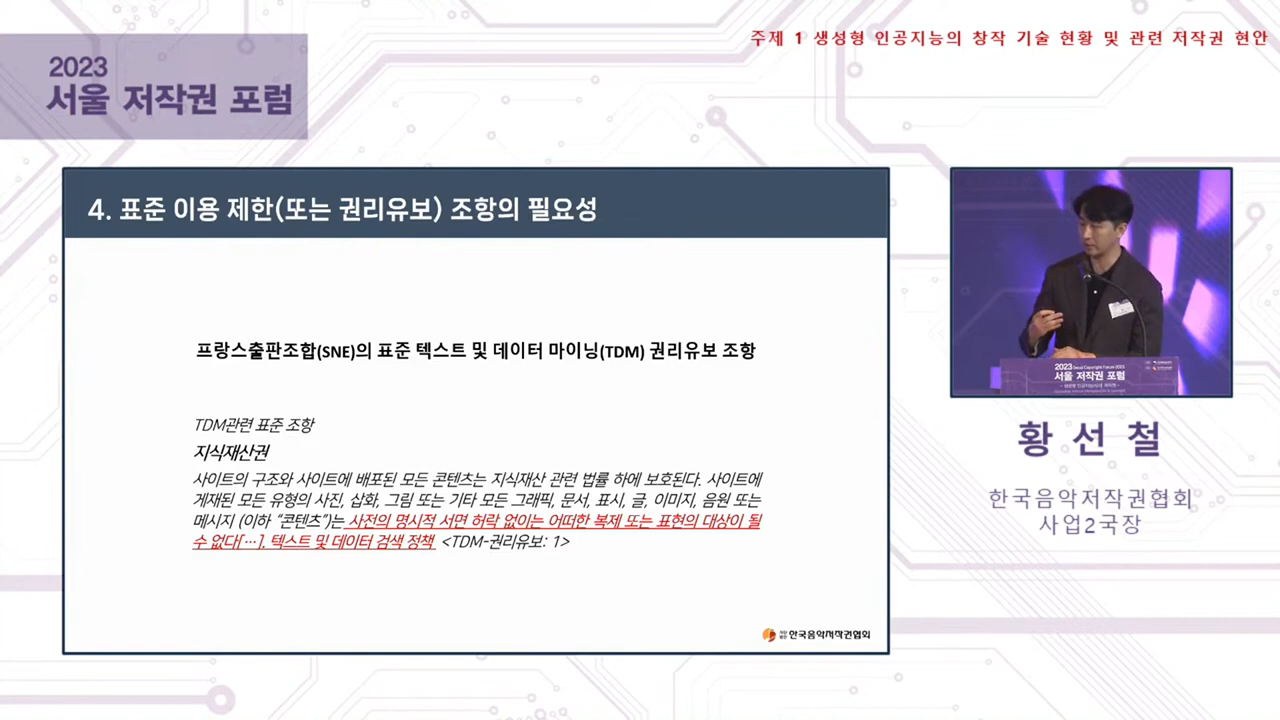 주제 1 생성형 인공지능의 창작 기술 현황 및 관련 저작권 현안
2023
서울 저작권 포럼
4. 표준 이용 제한(또는 권리유보) 조항의 필요성
프랑스출판조합(SNE)의 표준 텍스트 및 데이터 마이닝(TDM) 권리유보 조항
TDM관련 표준 조항
지식재산권
사이트의 구조와 사이트에 배포된 모든 콘텐츠는 지식재산 관련 법률 하에 보호된다. 사이트에
게재된 모든 유형의 사진, 삽화, 그림 또는 기타 모든 그래픽, 문서, 표시, 글, 이미지, 음원 또는
메시지 (이하 “콘텐츠”)는 사전의 명시적 서면 허락 없이는 어떠한 복제 또는 표현의 대상이 될
수 없다[…]. 텍스트 및 데이터 검색 정책 <TDM-권리유보: 1>
한국음악저작권협회
2023 Seoul Copyright Forum 2023
서울 저작권 포럼
황선철
한국음악저작권협회
사업2국장